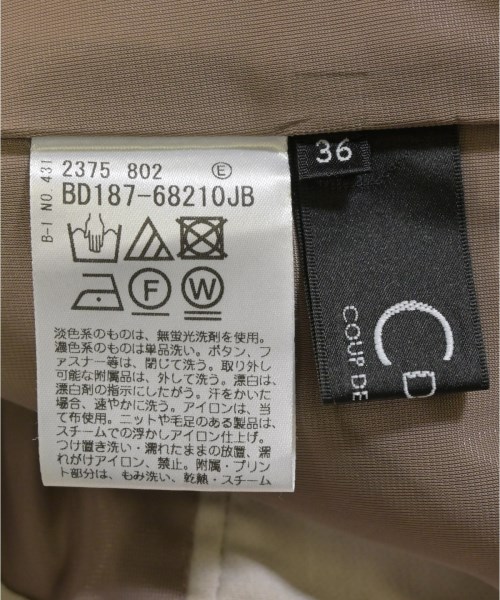 B-I NO 431
2375 802 Ⓔ
BD187-68210JB
F W
淡色系のものは、無蛍光洗剤を使用。
濃色系のものは単品洗い。ボタン、フ
ァスナー等は、閉じて洗う。取り外し
可能な附属品は、外して洗う。漂白は、
漂白剤の指示にしたがう。汗をかいた
場合、速やかに洗う。アイロンは、当
て布使用。ニットや毛足のある製品は、
スチームでの浮かしアイロン仕上げ。
つけ置き洗い・濡れたままの放置、濡
れがけアイロン、禁止。附属・プリン
ト部分は、もみ洗い、乾熱・スチーム
36
C D
COUP DE